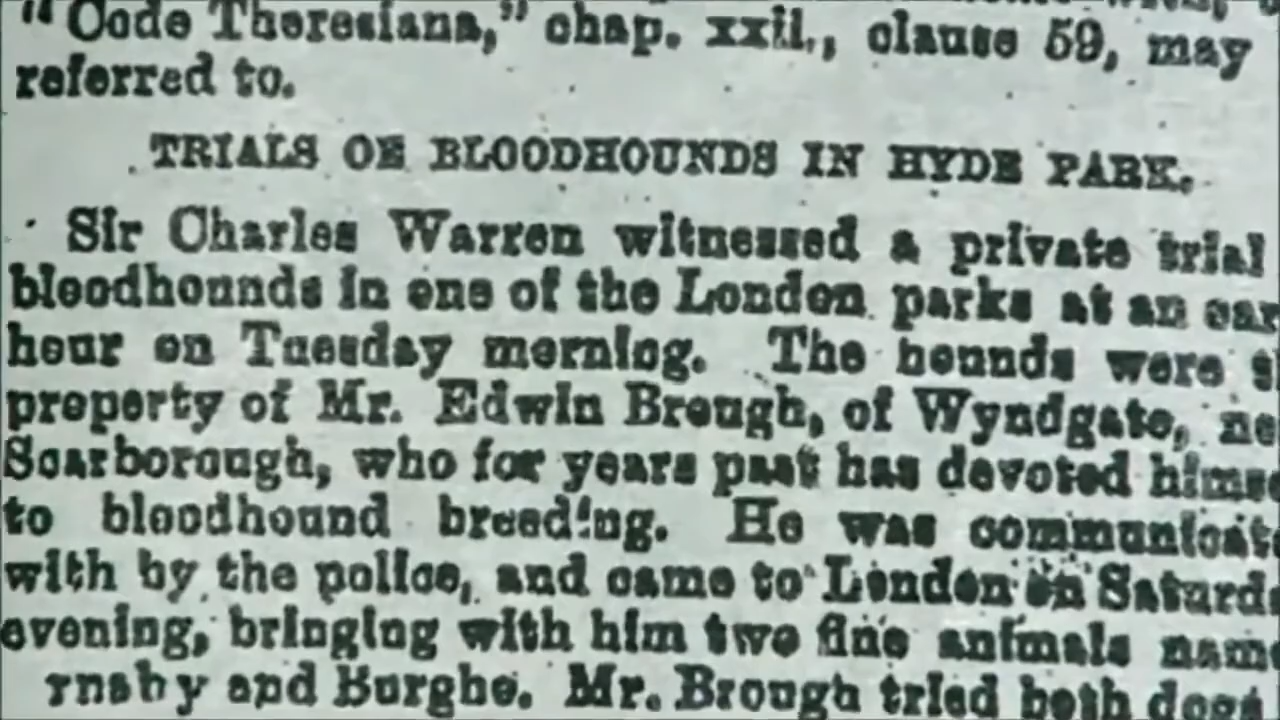 "Code Theresiana," chap. xxii., clause 59, may
referred to.
TRIALS OF BLOODHOUNDS IN HYDE PARK.
Sir Charles Warren witnessed a private trial
bloodhounds in one of the London parks at an ear
hour on Tuesday morning. The hounds were
property of Mr. Edwin Brough, of Wyndgate, ne
Scarborough, who for years past has devoted himse
to bloodhound breeding. He was communicate
with by the police, and came to London on Saturda
evening, bringing with him two fine animals name
rnaby and Burgho. Mr. Brough tried both dogs